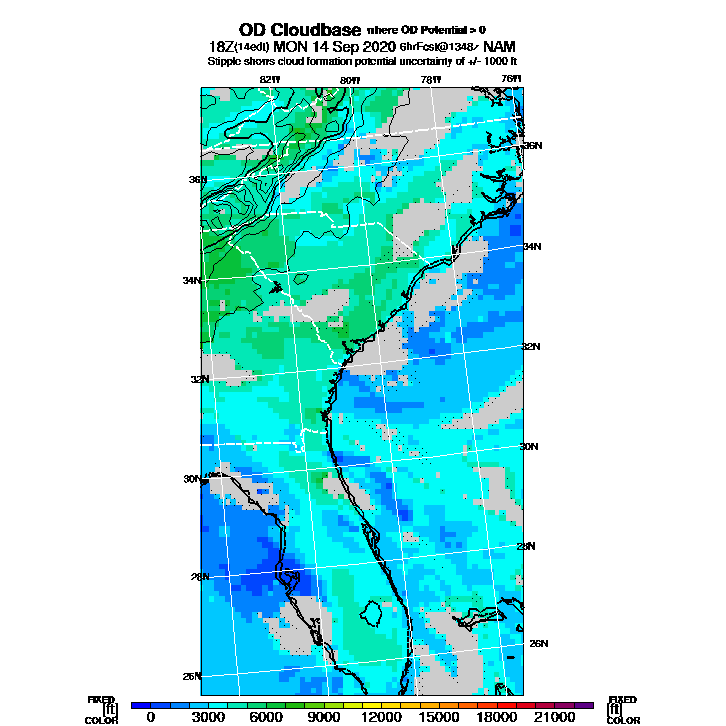 OD Cloudbase where OD Potential > 0
18Z(14edt) MON 14 Sep 2020 6hrFcst@1348z NAM
Stipple shows cloud formation potential uncertainty of +/- 1000 ft
82W 80W 78W 76W
36N 36N
34N 34N
32N 32N
30N 30N
28N 28N
26N 26N
FIXED FIXED
[ft] [ft]
COLOR COLOR
0 3000 6000 9000 12000 15000 18000 21000